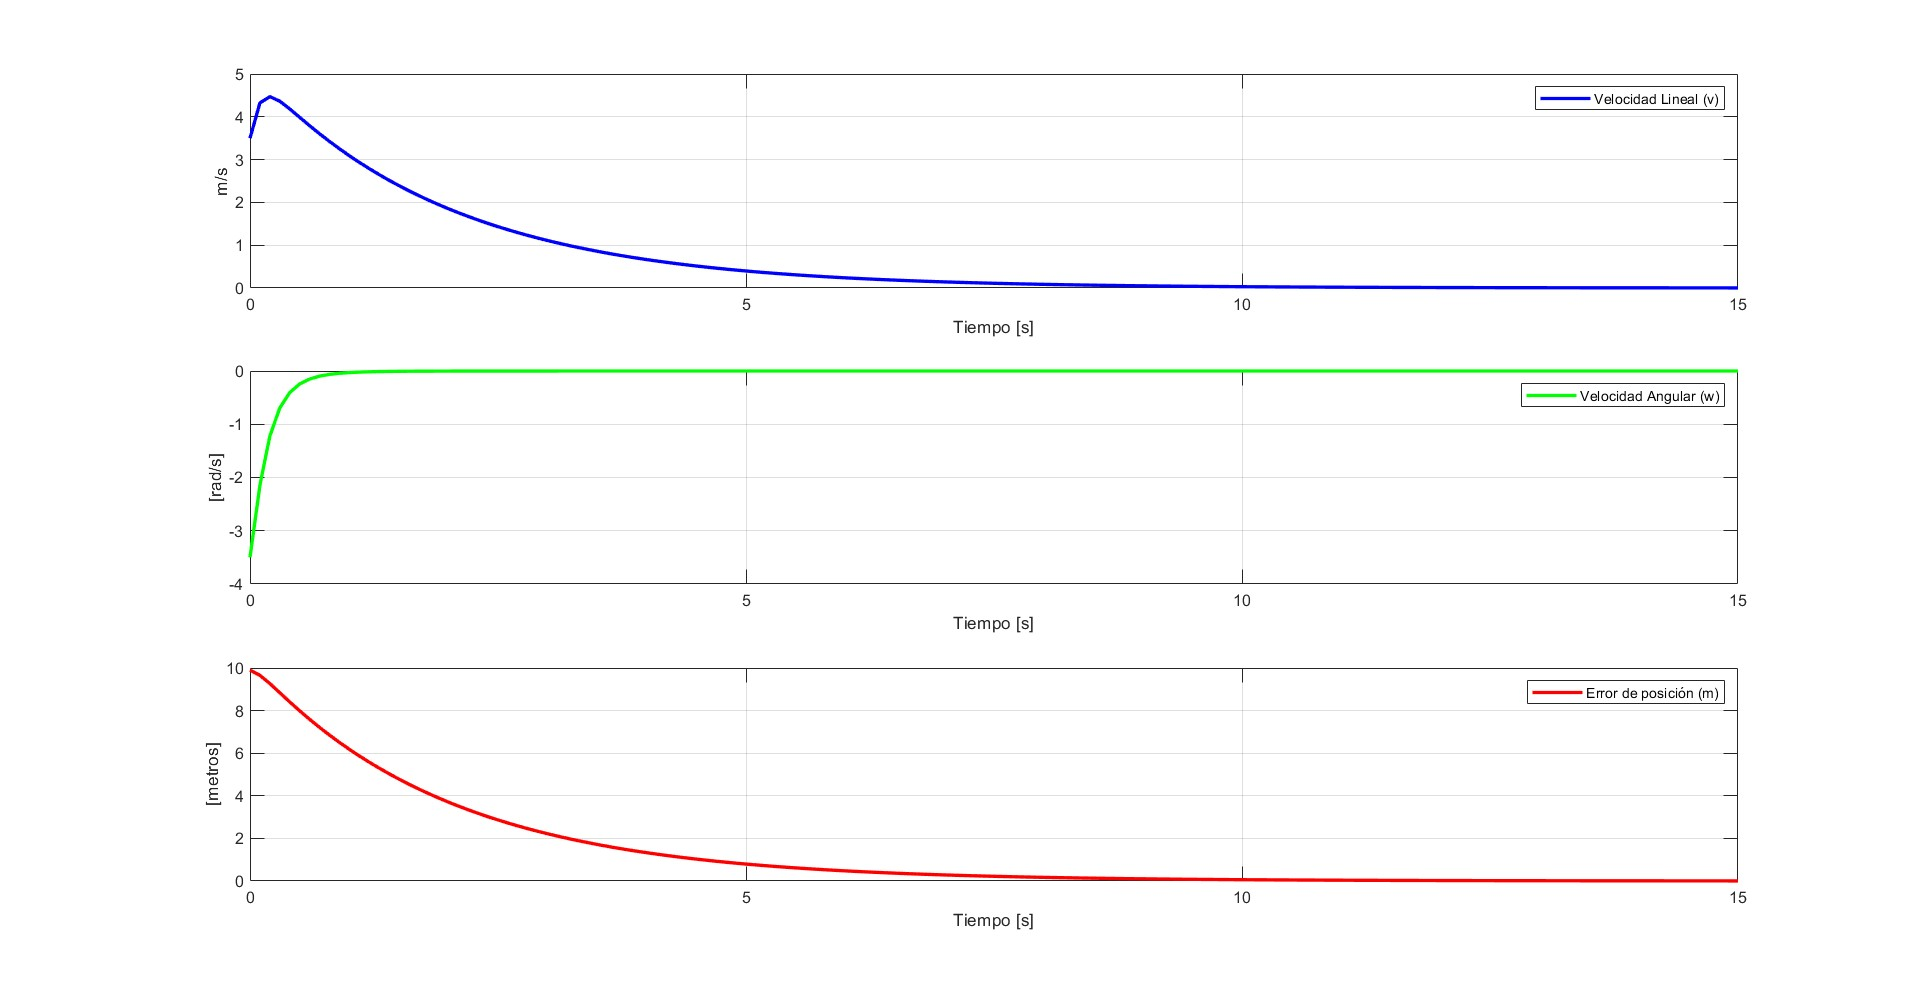 5
4
3
2
1
0
m/s
Velocidad Lineal (v)
0 5 10 15
Tiempo [s]
0
-1
-2
-3
-4
[rad/s]
Velocidad Angular (w)
0 5 10 15
Tiempo [s]
10
8
6
4
2
0
[metros]
Error de posición (m)
0 5 10 15
Tiempo [s]